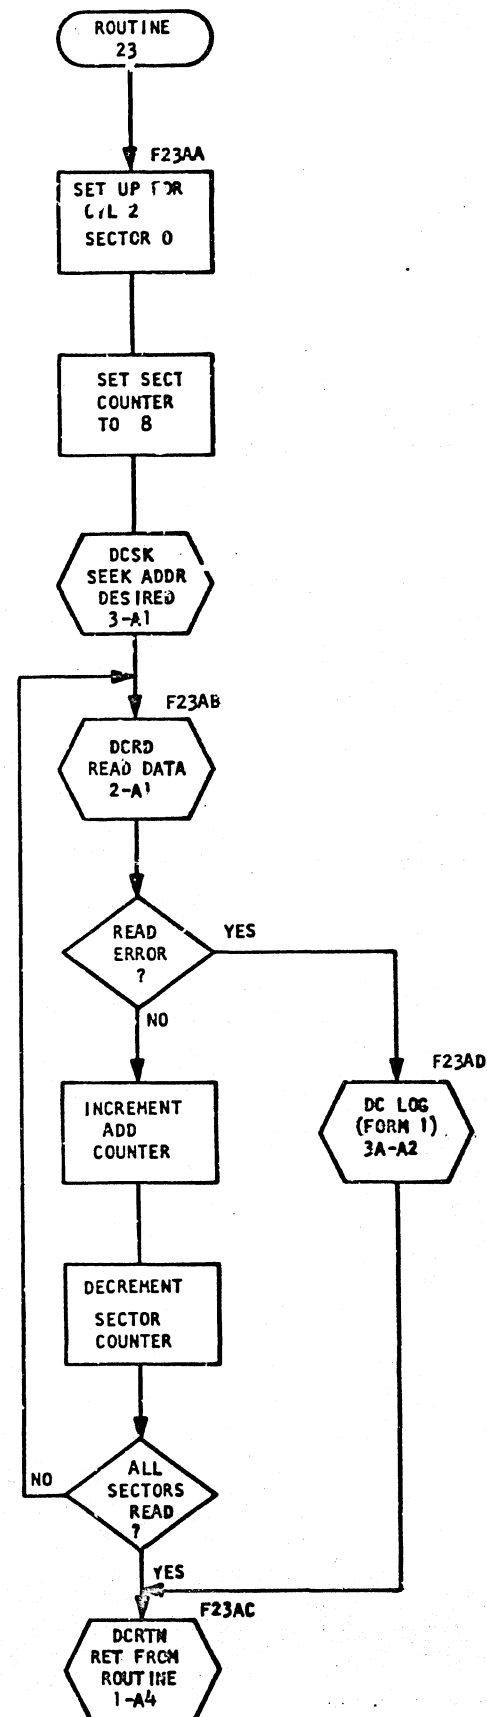 ROUTINE
23
F23AA
SET UP FOR
CYL 2
SECTOR 0
SET SECT
COUNTER
TO 8
DCSK
SEEK ADDR
DESIRED
3-A1
F23AB
DCRD
READ DATA
2-A1
READ
ERROR
?
YES
NO
F23AD
DC LOG
(FORM 1)
3A-A2
INCREMENT
ADD
COUNTER
DECREMENT
SECTOR
COUNTER
ALL
SECTORS
READ
?
NO
YES
F23AC
DCRTN
RET FROM
ROUTINE
1-A4